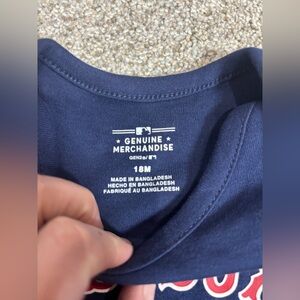 GENUINE
MERCHANDISE
18M
MADE IN BANGLADESH
HECHO EN BANGLADESH
FABRIQUÉ AU BANGLADESH